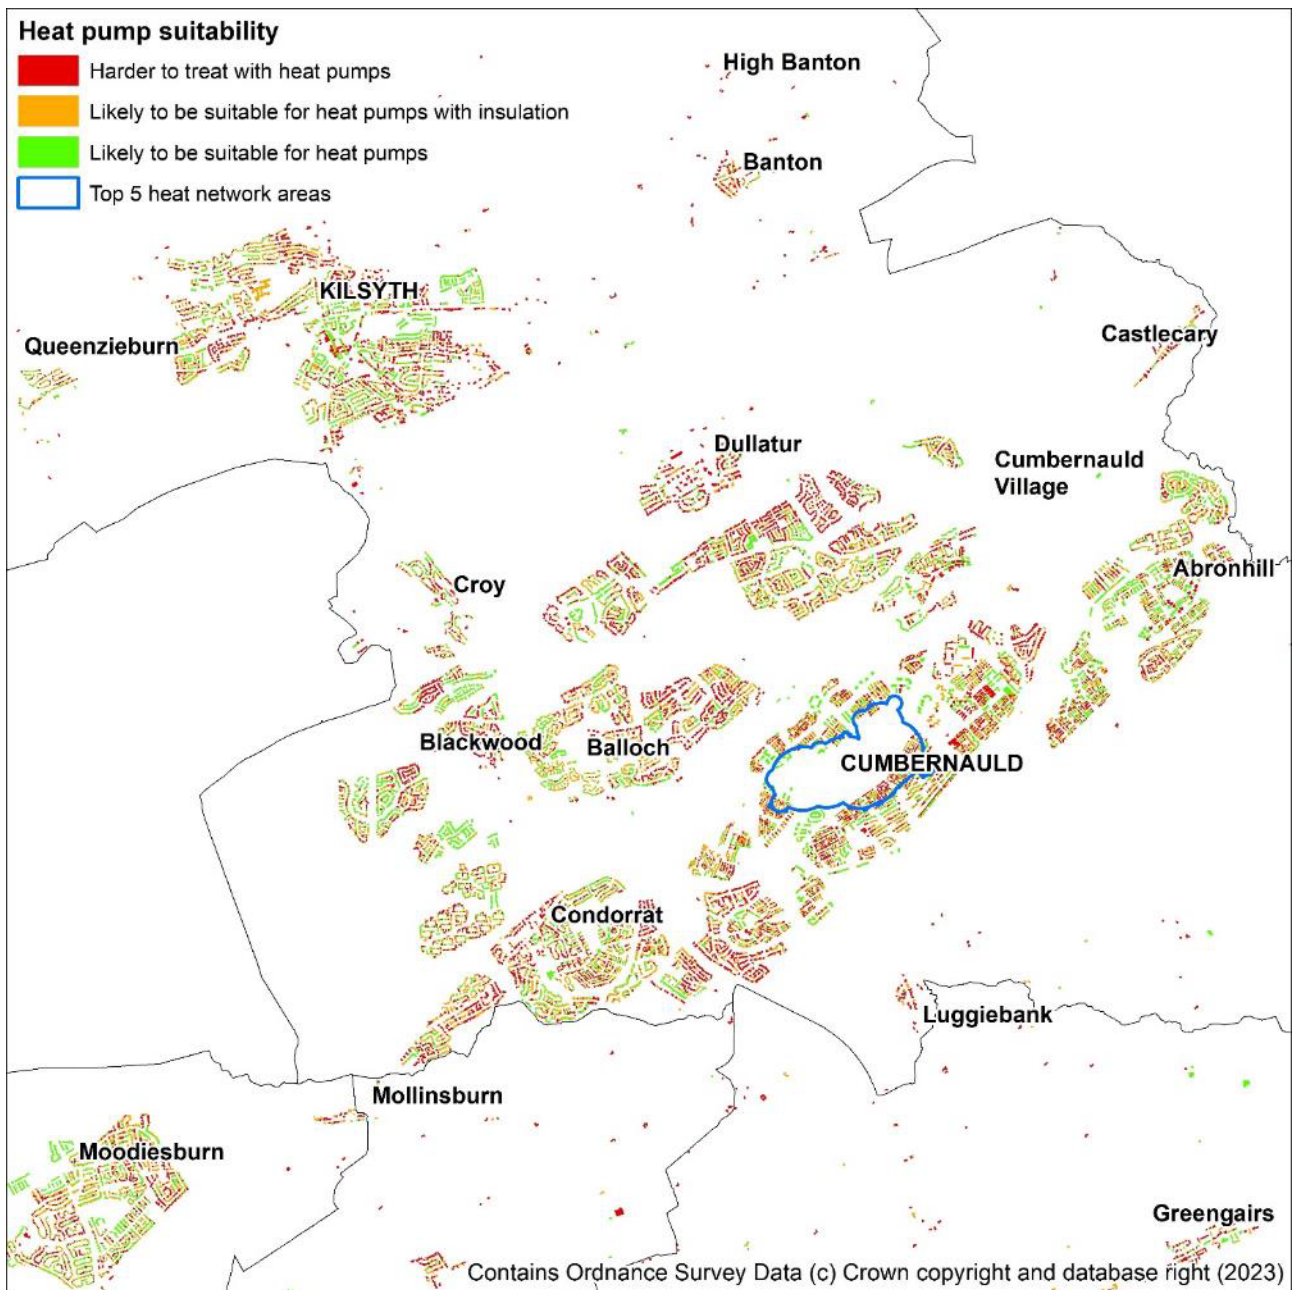 Heat pump suitability
Harder to treat with heat pumps
Likely to be suitable for heat pumps with insulation
Likely to be suitable for heat pumps
Top 5 heat network areas
High Banton
Banton
KILSYTH
Queenzieburn
Castlecary
Dullatur
Cumbernauld
Village
Abronhill
Croy
Blackwood
Balloch
CUMBERNAULD
Condorrat
Luggiebank
Mollinsburn
Moodiesburn
Greengairs
Contains Ordnance Survey Data (c) Crown copyright and database right (2023)